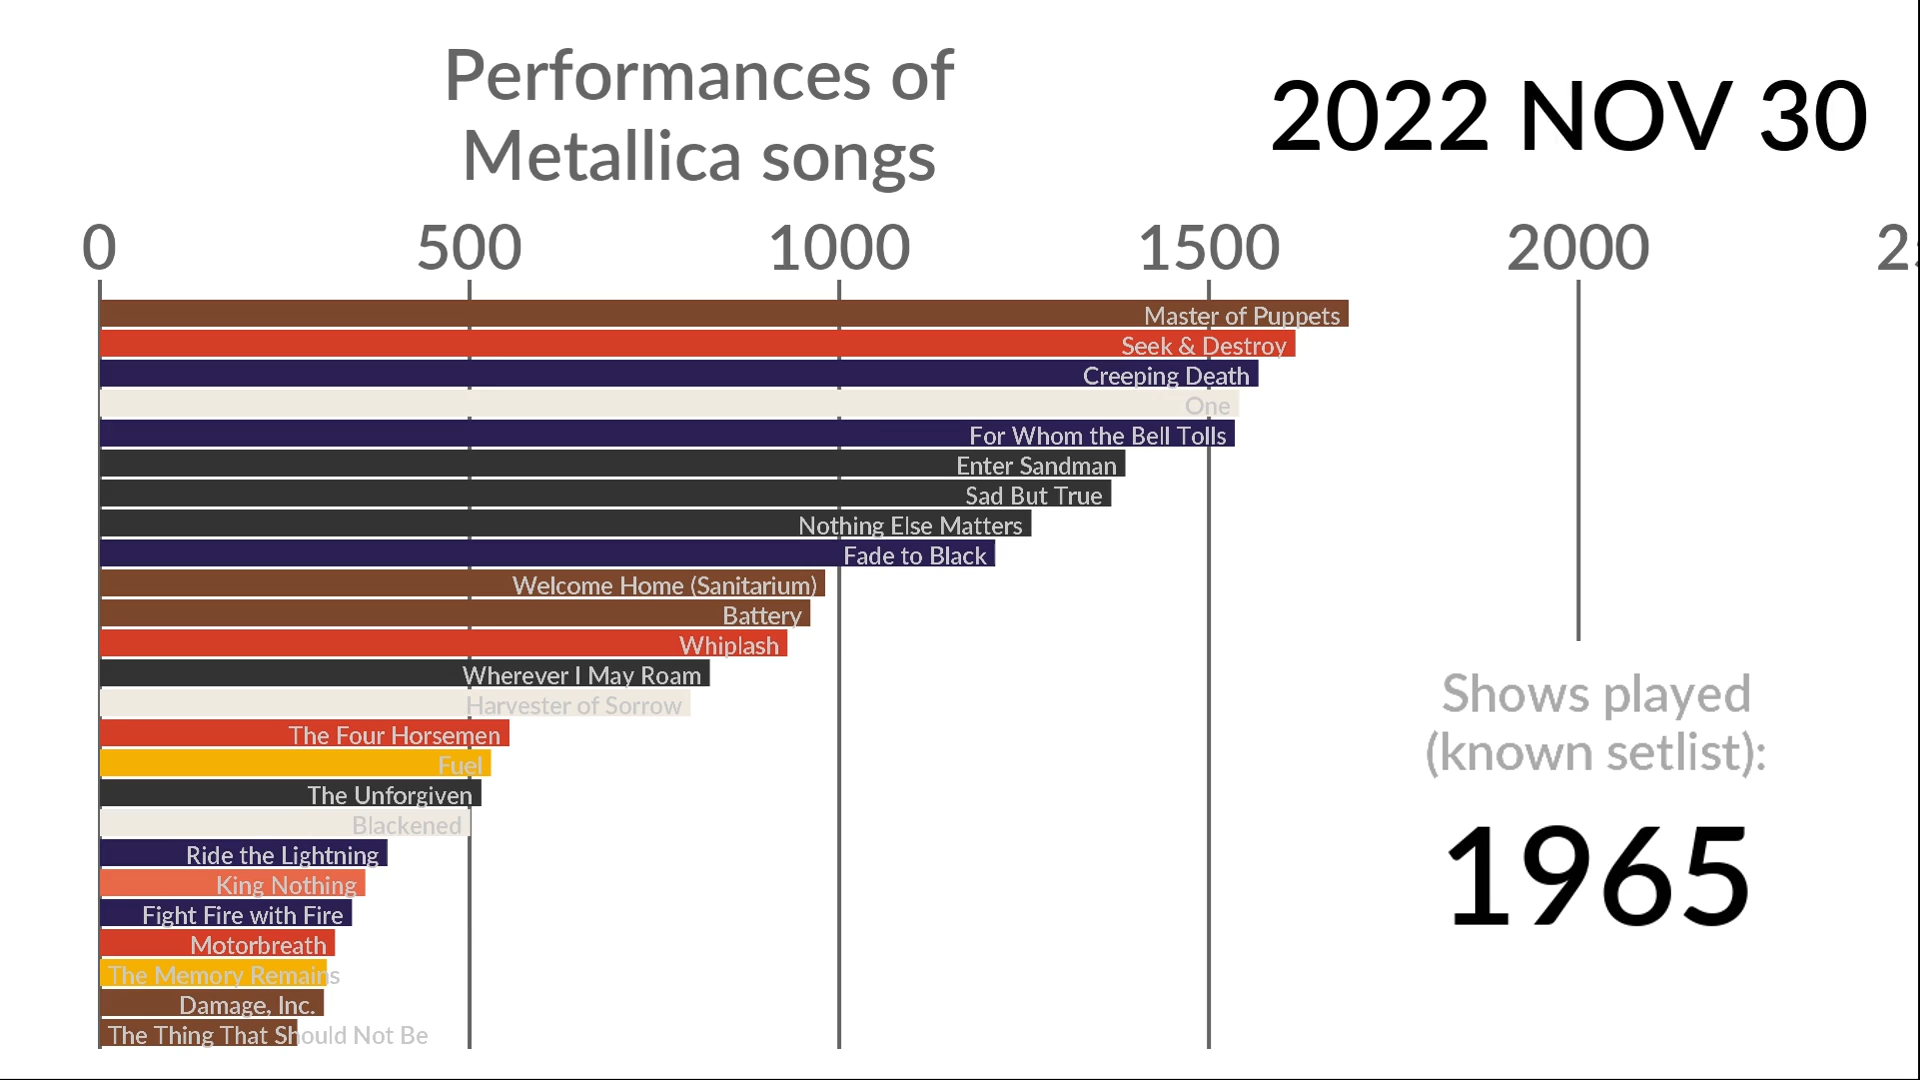 Performances of
Metallica songs
2022 NOV 30
0 500 1000 1500 2000 2
Master of Puppets
Seek & Destroy
Creeping Death
One
For Whom the Bell Tolls
Enter Sandman
Sad But True
Nothing Else Matters
Fade to Black
Welcome Home (Sanitarium)
Battery
Whiplash
Wherever I May Roam
Harvester of Sorrow
The Four Horsemen
Fuel
The Unforgiven
Blackened
Ride the Lightning
King Nothing
Fight Fire with Fire
Motorbreath
The Memory Remains
Damage, Inc.
The Thing That Should Not Be
Shows played
(known setlist):
1965